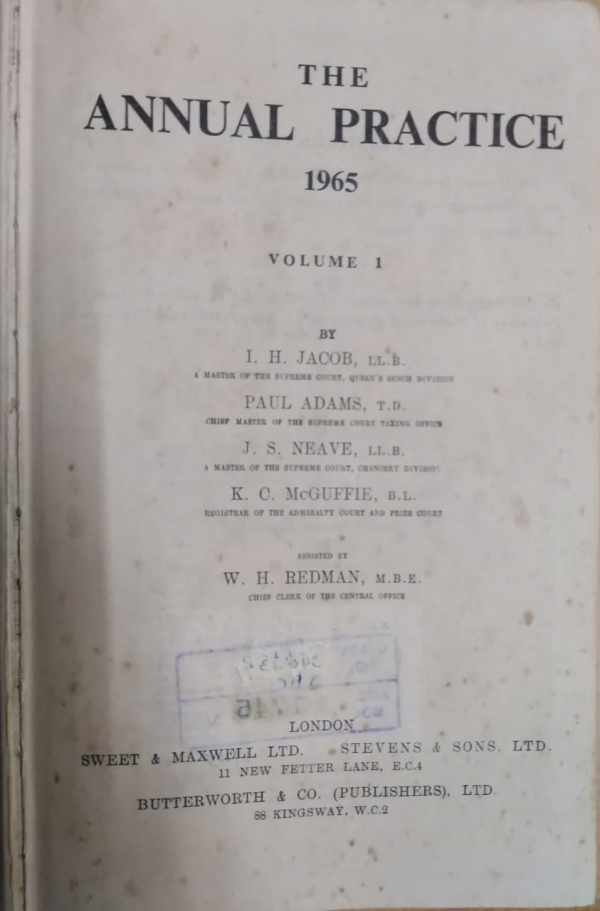 THE
ANNUAL PRACTICE
1965
VOLUME 1
BY
I. H. JACOB, LL.B.
A MASTER OF THE SUPREME COURT, QUEEN'S BENCH DIVISION
PAUL ADAMS, T.D.
CHIEF MASTER OF THE SUPREME COURT TAXING OFFICE
J. S. NEAVE, LL.B.
A MASTER OF THE SUPREME COURT, CHANCERY DIVISION
K. C. McGUFFIE, B.L.
REGISTRAR OF THE ADMIRALTY COURT AND PRIZE COURT
ASSISTED BY
W. H. REDMAN, M.B.E.
CHIEF CLERK OF THE CENTRAL OFFICE
LONDON
SWEET & MAXWELL LTD. STEVENS & SONS, LTD.
11 NEW FETTER LANE, E.C.4
BUTTERWORTH & CO. (PUBLISHERS), LTD.
88 KINGSWAY, W.C.2